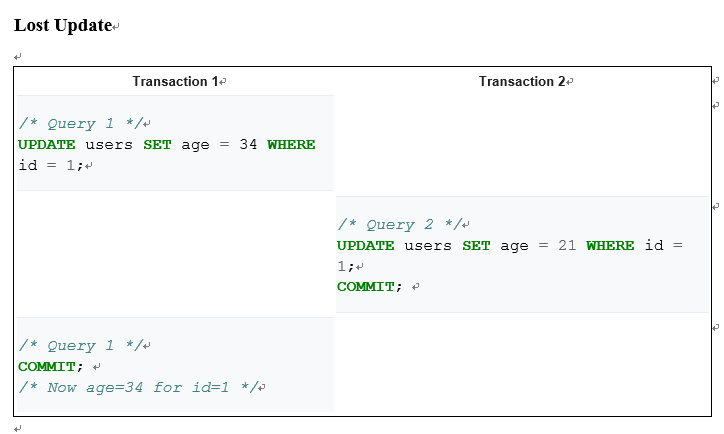 Lost Update
Transaction 1
Transaction 2
/* Query 1 */
UPDATE users SET age = 34 WHERE
id = 1;
/* Query 2 */
UPDATE users SET age = 21 WHERE id =
1;
COMMIT;
/* Query 1 */
COMMIT;
/* Now age=34 for id=1 */